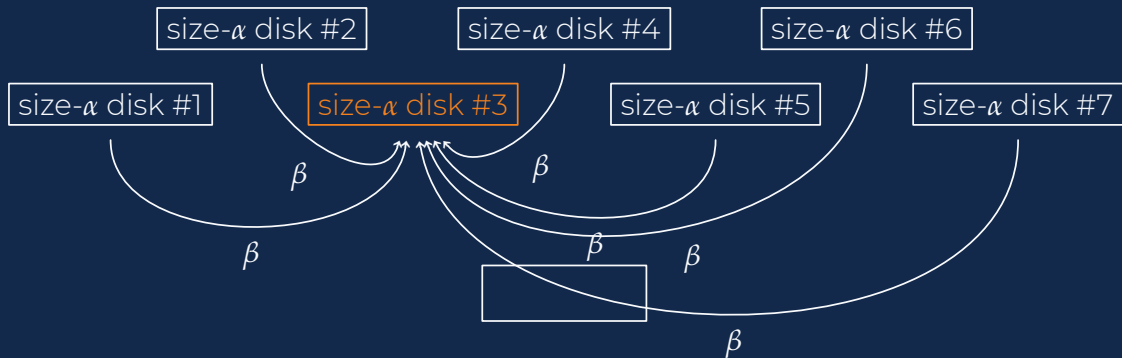 size-α disk #2
size-α disk #4
size-α disk #6
size-α disk #1
size-α disk #3
size-α disk #5
size-α disk #7
β
β
β
β
β
β